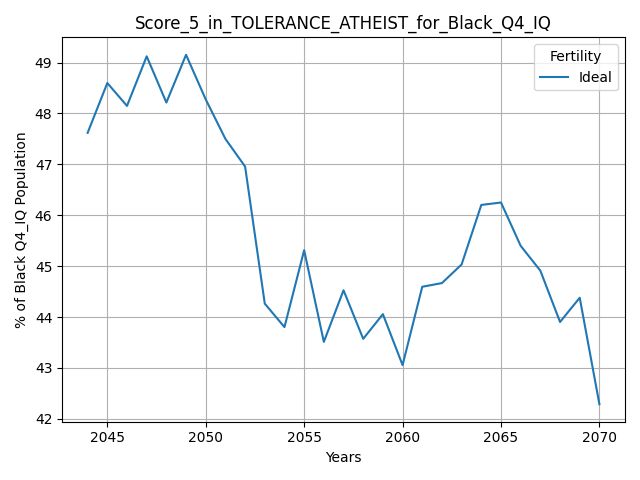 Score_5_in_TOLERANCE_ATHEIST_for_Black_Q4_IQ
Fertility
Ideal
% of Black Q4_IQ Population
49
48
47
46
45
44
43
42
2045
2050
2055
2060
2065
2070
Years